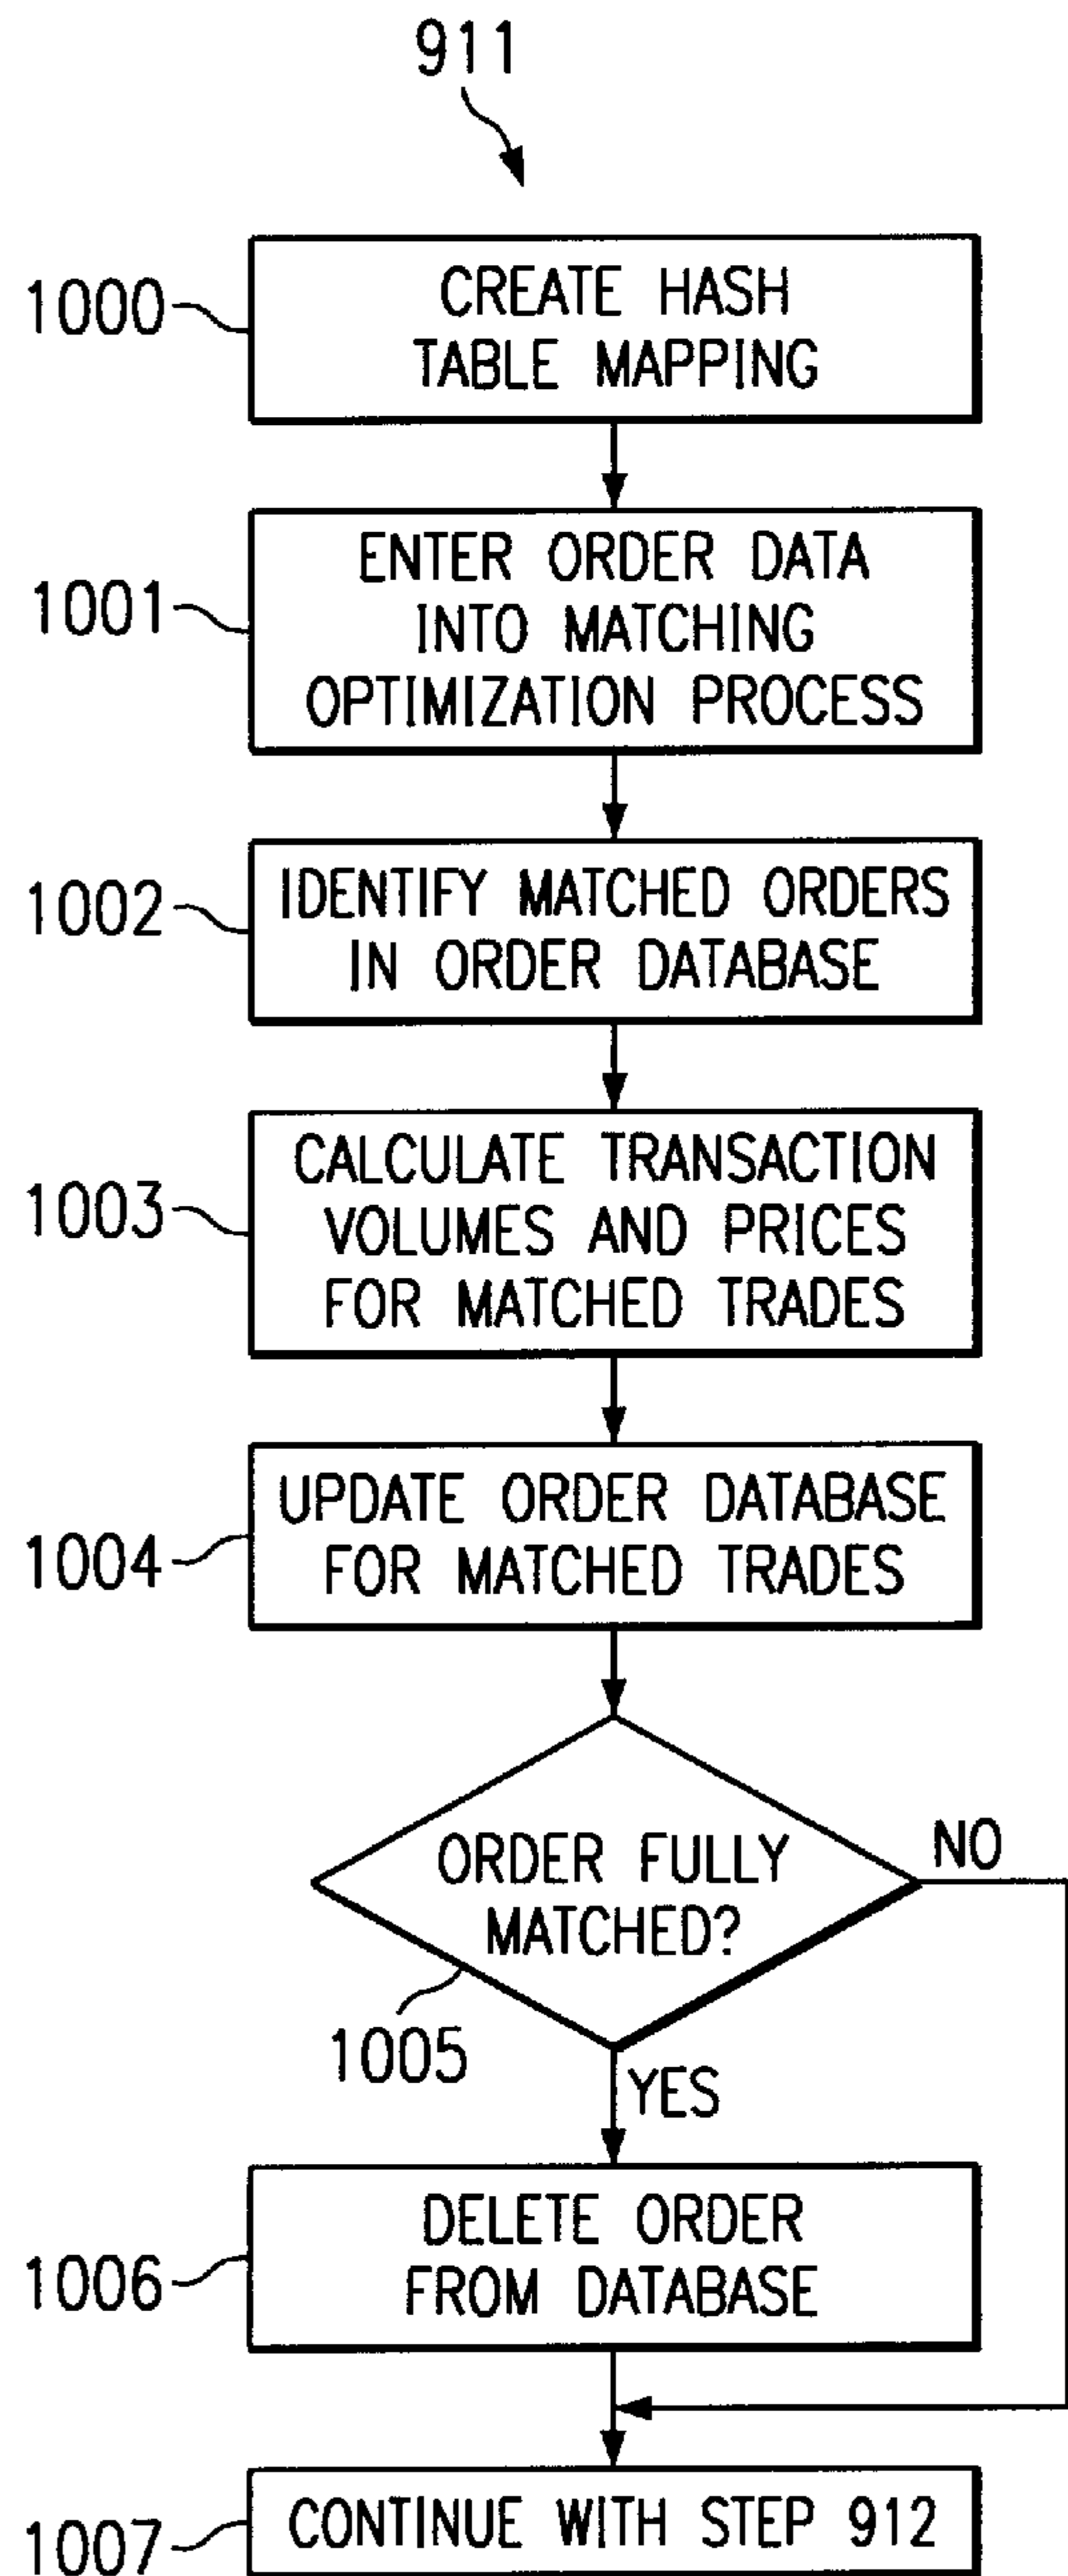 911
1000
CREATE HASH
TABLE MAPPING
1001
ENTER ORDER DATA
INTO MATCHING
OPTIMIZATION PROCESS
1002
IDENTIFY MATCHED ORDERS
IN ORDER DATABASE
1003
CALCULATE TRANSACTION
VOLUMES AND PRICES
FOR MATCHED TRADES
1004
UPDATE ORDER DATABASE
FOR MATCHED TRADES
ORDER FULLY
MATCHED?
NO
1005
YES
1006
DELETE ORDER
FROM DATABASE
1007
CONTINUE WITH STEP 912